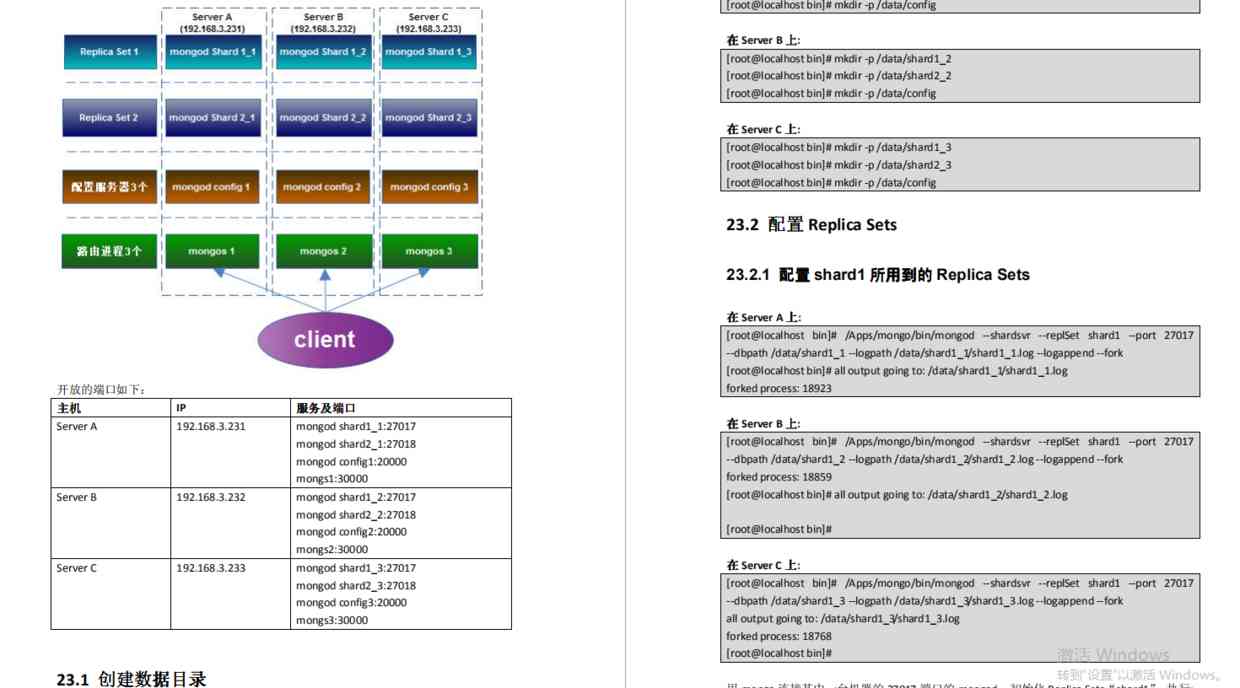 Server A
(192.168.3.231)
Server B
(192.168.3.232)
Server C
(192.168.3.233)
Replica Set 1
mongod Shard 1_1
mongod Shard 1_2
mongod Shard 1_3
Replica Set 2
mongod Shard 2_1
mongod Shard 2_2
mongod Shard 2_3
配置服务器3个
mongod config 1
mongod config 2
mongod config 3
路由进程3个
mongos 1
mongos 2
mongos 3
client
开放的端口如下：
主机 IP 服务及端口
Server A 192.168.3.231 mongod shard1_1:27017
mongod shard2_1:27018
mongod config1:20000
mongs1:30000
Server B 192.168.3.232 mongod shard1_2:27017
mongod shard2_2:27018
mongod config2:20000
mongs2:30000
Server C 192.168.3.233 mongod shard1_3:27017
mongod shard2_3:27018
mongod config3:20000
mongs3:30000
23.1 创建数据目录
[root@localhost bin]# mkdir -p /data/config
在 Server B 上:
[root@localhost bin]# mkdir -p /data/shard1_2
[root@localhost bin]# mkdir -p /data/shard2_2
[root@localhost bin]# mkdir -p /data/config
在 Server C 上:
[root@localhost bin]# mkdir -p /data/shard1_3
[root@localhost bin]# mkdir -p /data/shard2_3
[root@localhost bin]# mkdir -p /data/config
23.2 配置 Replica Sets
23.2.1 配置 shard1 所用到的 Replica Sets
在 Server A 上:
[root@localhost bin]# /Apps/mongo/bin/mongod --shardsvr --replSet shard1 --port 27017
--dbpath /data/shard1_1 --logpath /data/shard1_1/shard1_1.log --logappend --fork
[root@localhost bin]# all output going to: /data/shard1_1/shard1_1.log
forked process: 18923
在 Server B 上:
[root@localhost bin]# /Apps/mongo/bin/mongod --shardsvr --replSet shard1 --port 27017
--dbpath /data/shard1_2 --logpath /data/shard1_2/shard1_2.log --logappend --fork
forked process: 18859
[root@localhost bin]# all output going to: /data/shard1_2/shard1_2.log
[root@localhost bin]#
在 Server C 上:
[root@localhost bin]# /Apps/mongo/bin/mongod --shardsvr --replSet shard1 --port 27017
--dbpath /data/shard1_3 --logpath /data/shard1_3/shard1_3.log --logappend --fork
all output going to: /data/shard1_3/shard1_3.log
forked process: 18768
[root@localhost bin]#
激活 Windows
转到"设置"以激活 Windows。